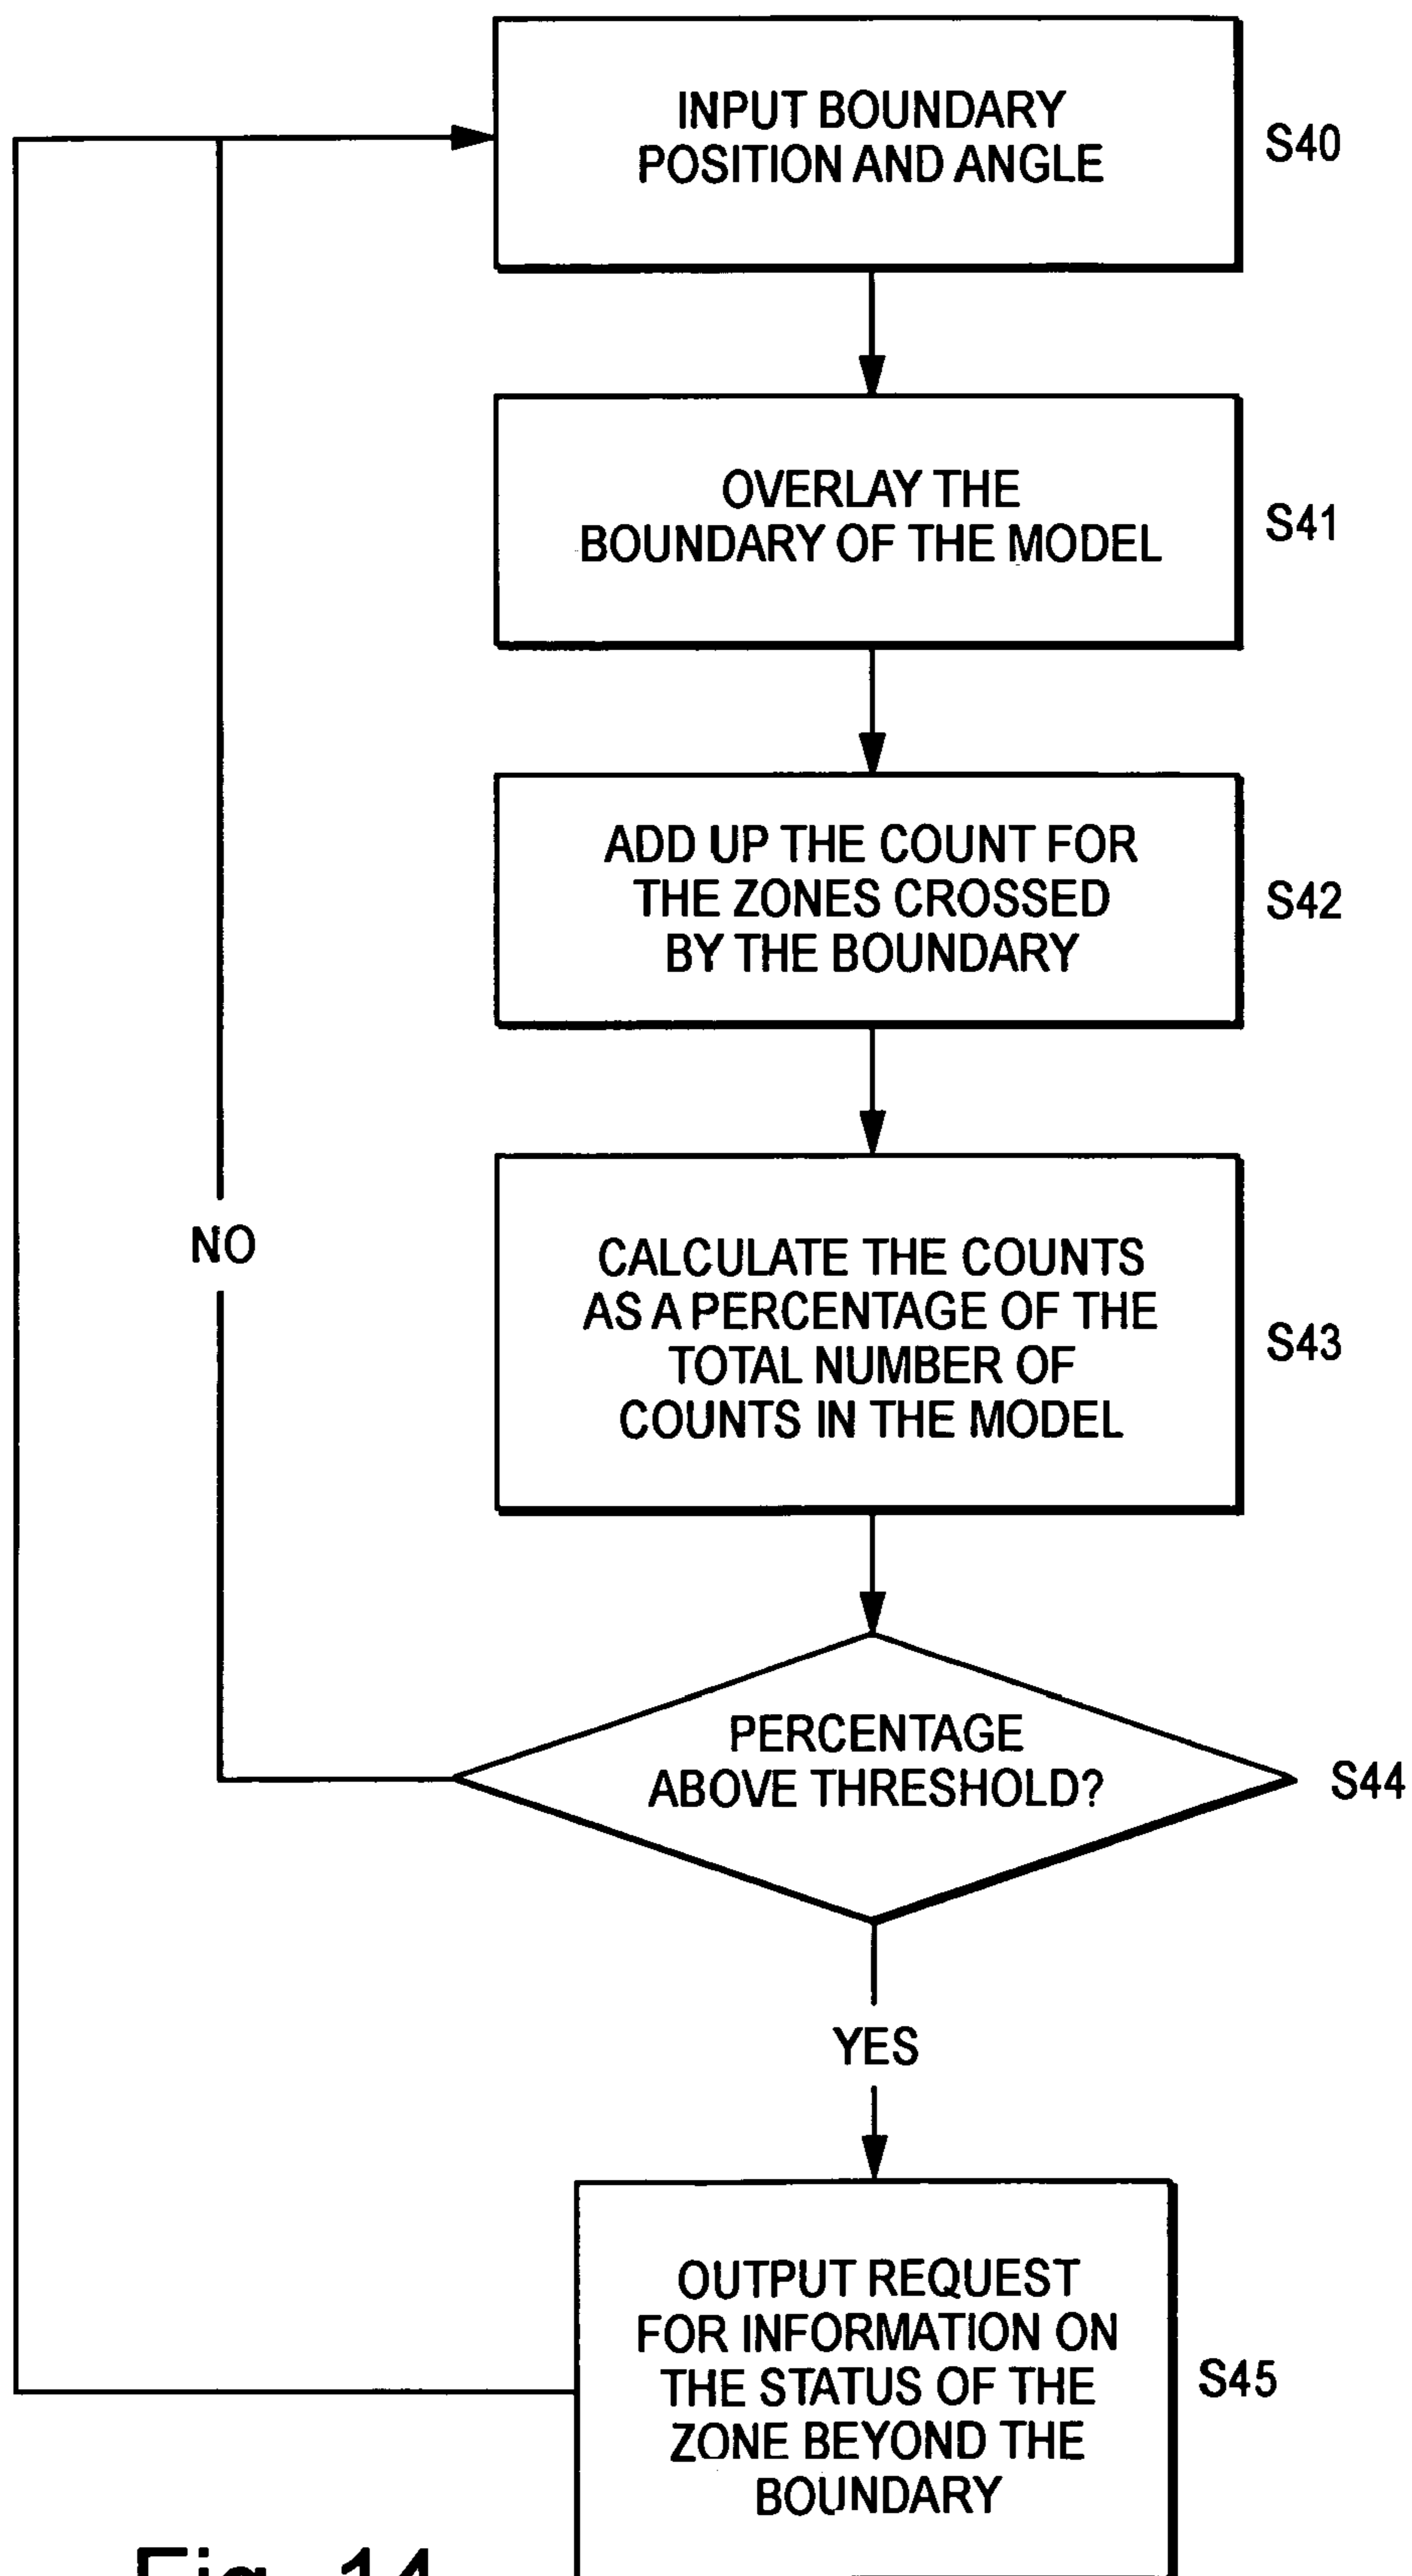 INPUT BOUNDARY
POSITION AND ANGLE
S40
OVERLAY THE
BOUNDARY OF THE MODEL
S41
ADD UP THE COUNT FOR
THE ZONES CROSSED
BY THE BOUNDARY
S42
NO
CALCULATE THE COUNTS
AS A PERCENTAGE OF THE
TOTAL NUMBER OF
COUNTS IN THE MODEL
S43
PERCENTAGE
ABOVE THRESHOLD?
S44
YES
OUTPUT REQUEST
FOR INFORMATION ON
THE STATUS OF THE
ZONE BEYOND THE
BOUNDARY
S45
Fig. 14